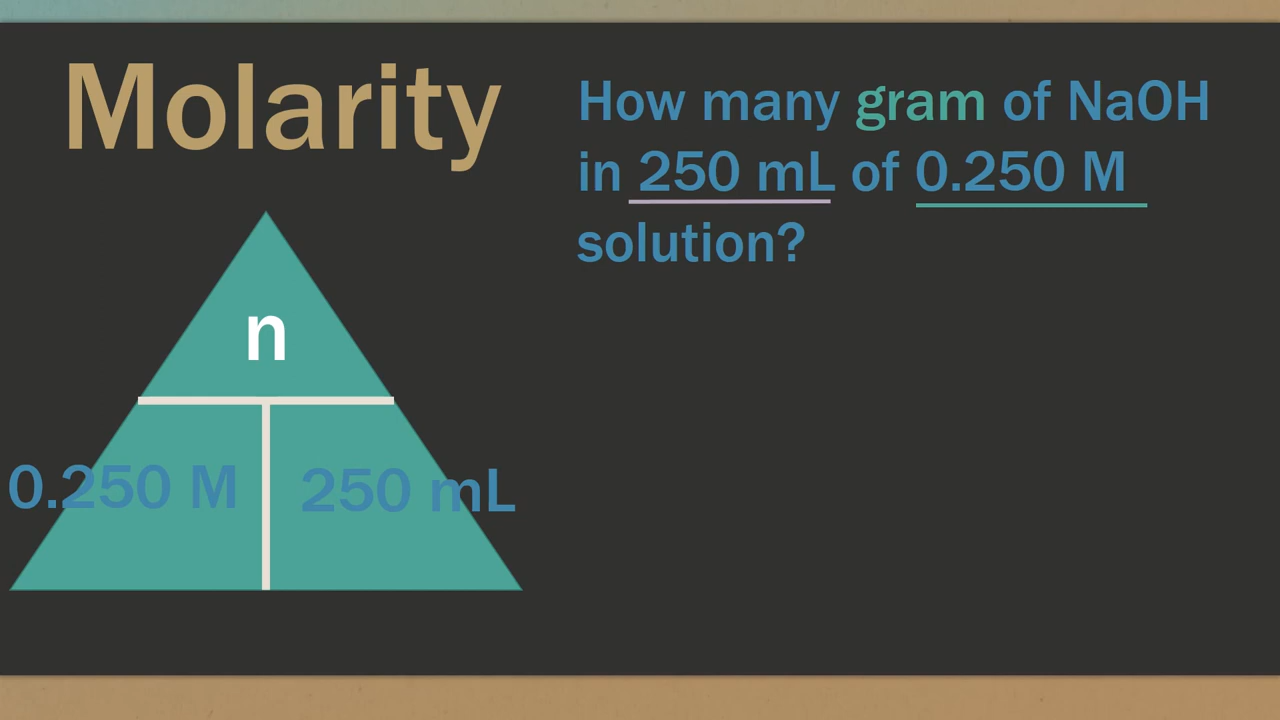 Molarity
How many gram of NaOH
in 250 mL of 0.250 M
solution?
n
0.250 M
250 mL